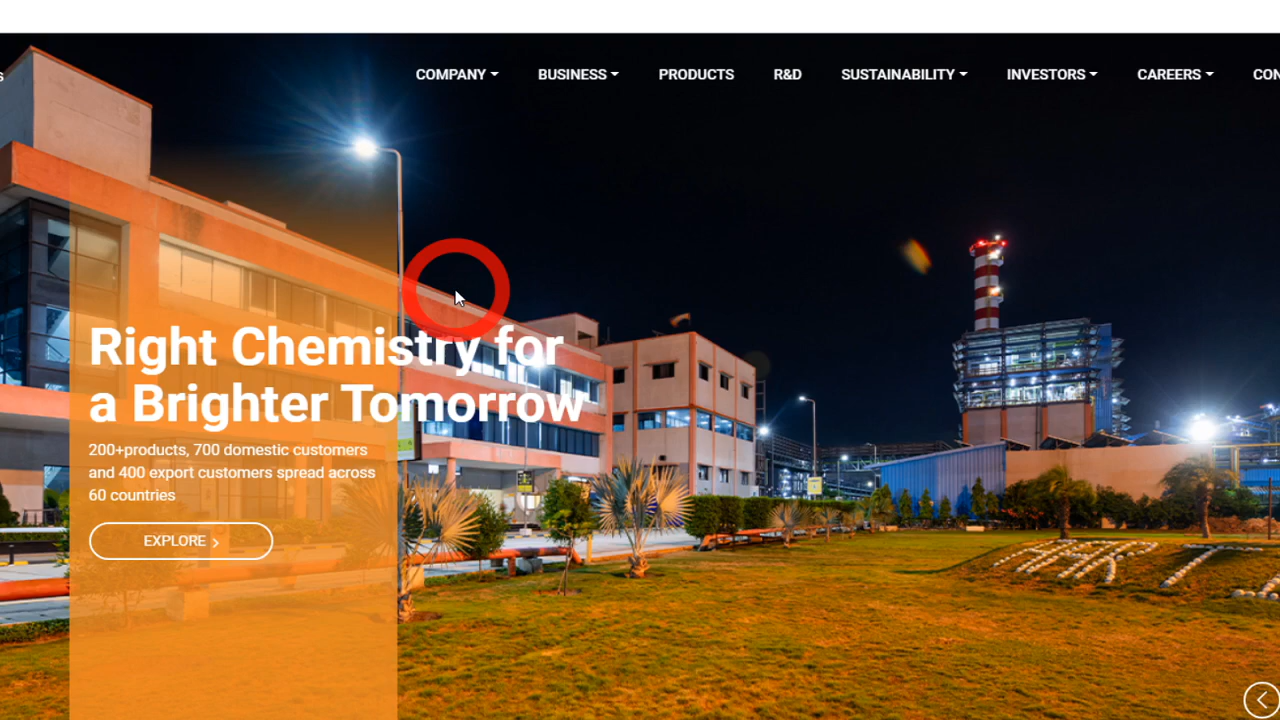 s
COMPANY
BUSINESS
PRODUCTS
R&D
SUSTAINABILITY
INVESTORS
CAREERS
CON
Right Chemistry for
a Brighter Tomorrow
200+products, 700 domestic customers
and 400 export customers spread across
60 countries
EXPLORE